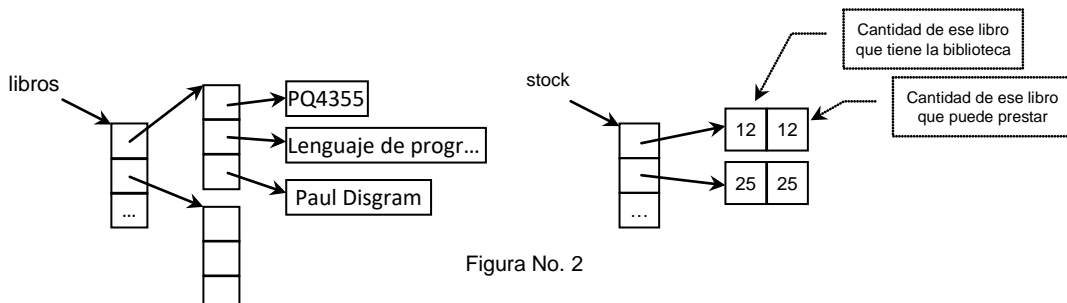 Cantidad de ese libro
que tiene la biblioteca
libros
PQ4355
Lenguaje de progr...
Paul Disgram
...
stock
Cantidad de ese libro
que puede prestar
12 12
25 25
...
Figura No. 2